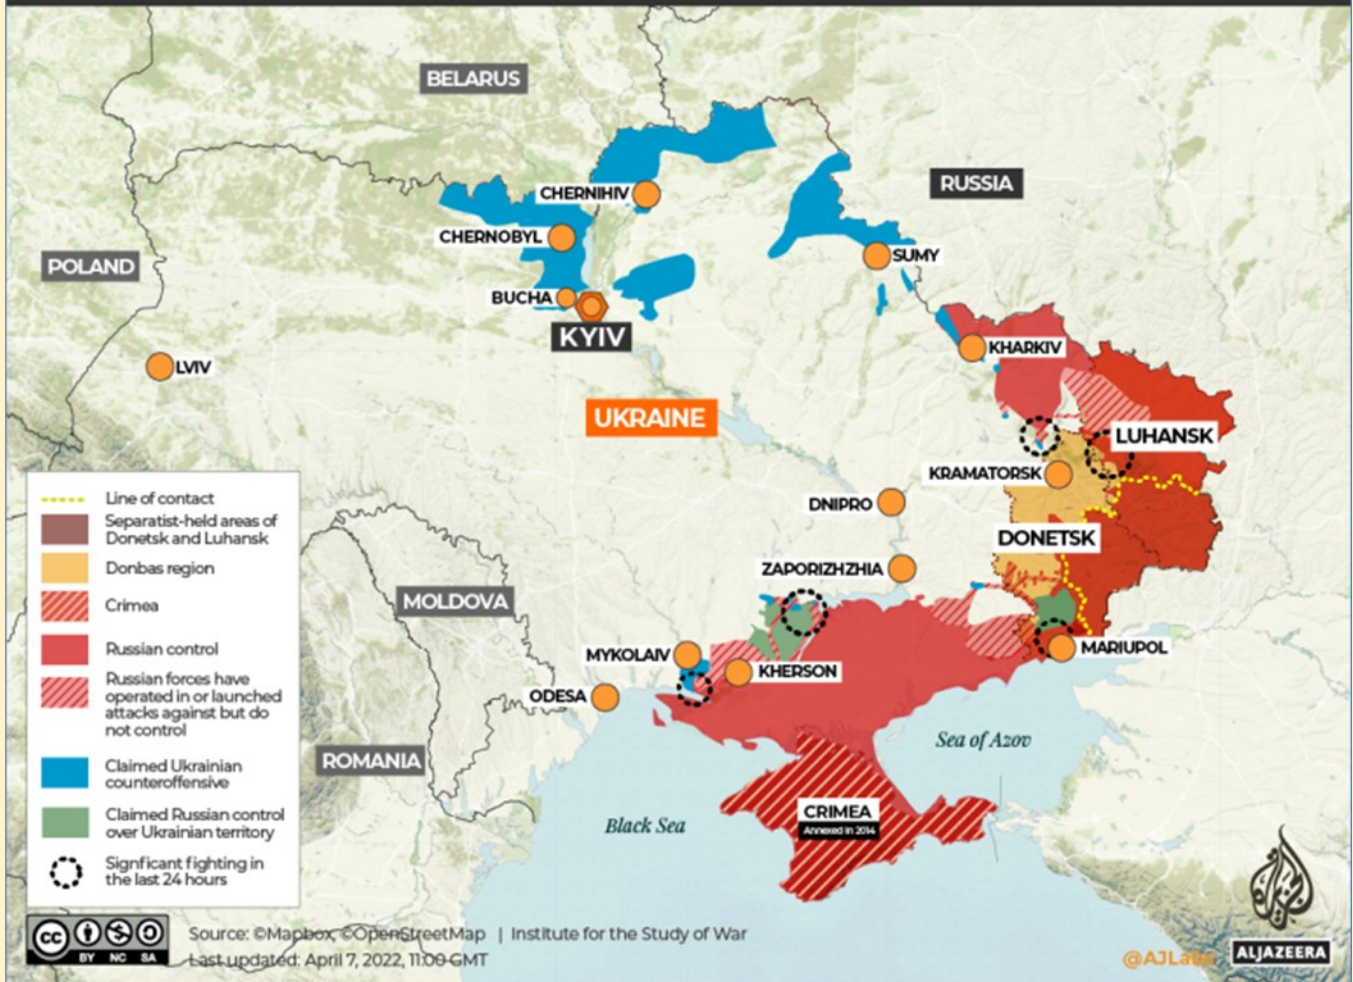 BELARUS
RUSSIA
CHERNIHIV
CHERNOBYL
SUMY
POLAND
BUCHA
KYIV
LVIV
KHARKIV
UKRAINE
LUHANSK
KRAMATORSK
DNIPRO
DONETSK
ZAPORIZHZHIA
MOLDOVA
MYKOLAIV
KHERSON
MARIUPOL
ODESA
ROMANIA
Sea of Azov
Black Sea
CRIMEA
Annexed in 2014
Line of contact
Separatist-held areas of
Donetsk and Luhansk
Donbas region
Crimea
Russian control
Russian forces have
operated in or launched
attacks against but do
not control
Claimed Ukrainian
counteroffensive
Claimed Russian control
over Ukrainian territory
Signficant fighting in
the last 24 hours
cc
BY NC SA
Source: ©Mapbox, ©OpenStreetMap | Institute for the Study of War
Last updated: April 7, 2022, 11:00 GMT
@AJLabs
ALJAZEERA